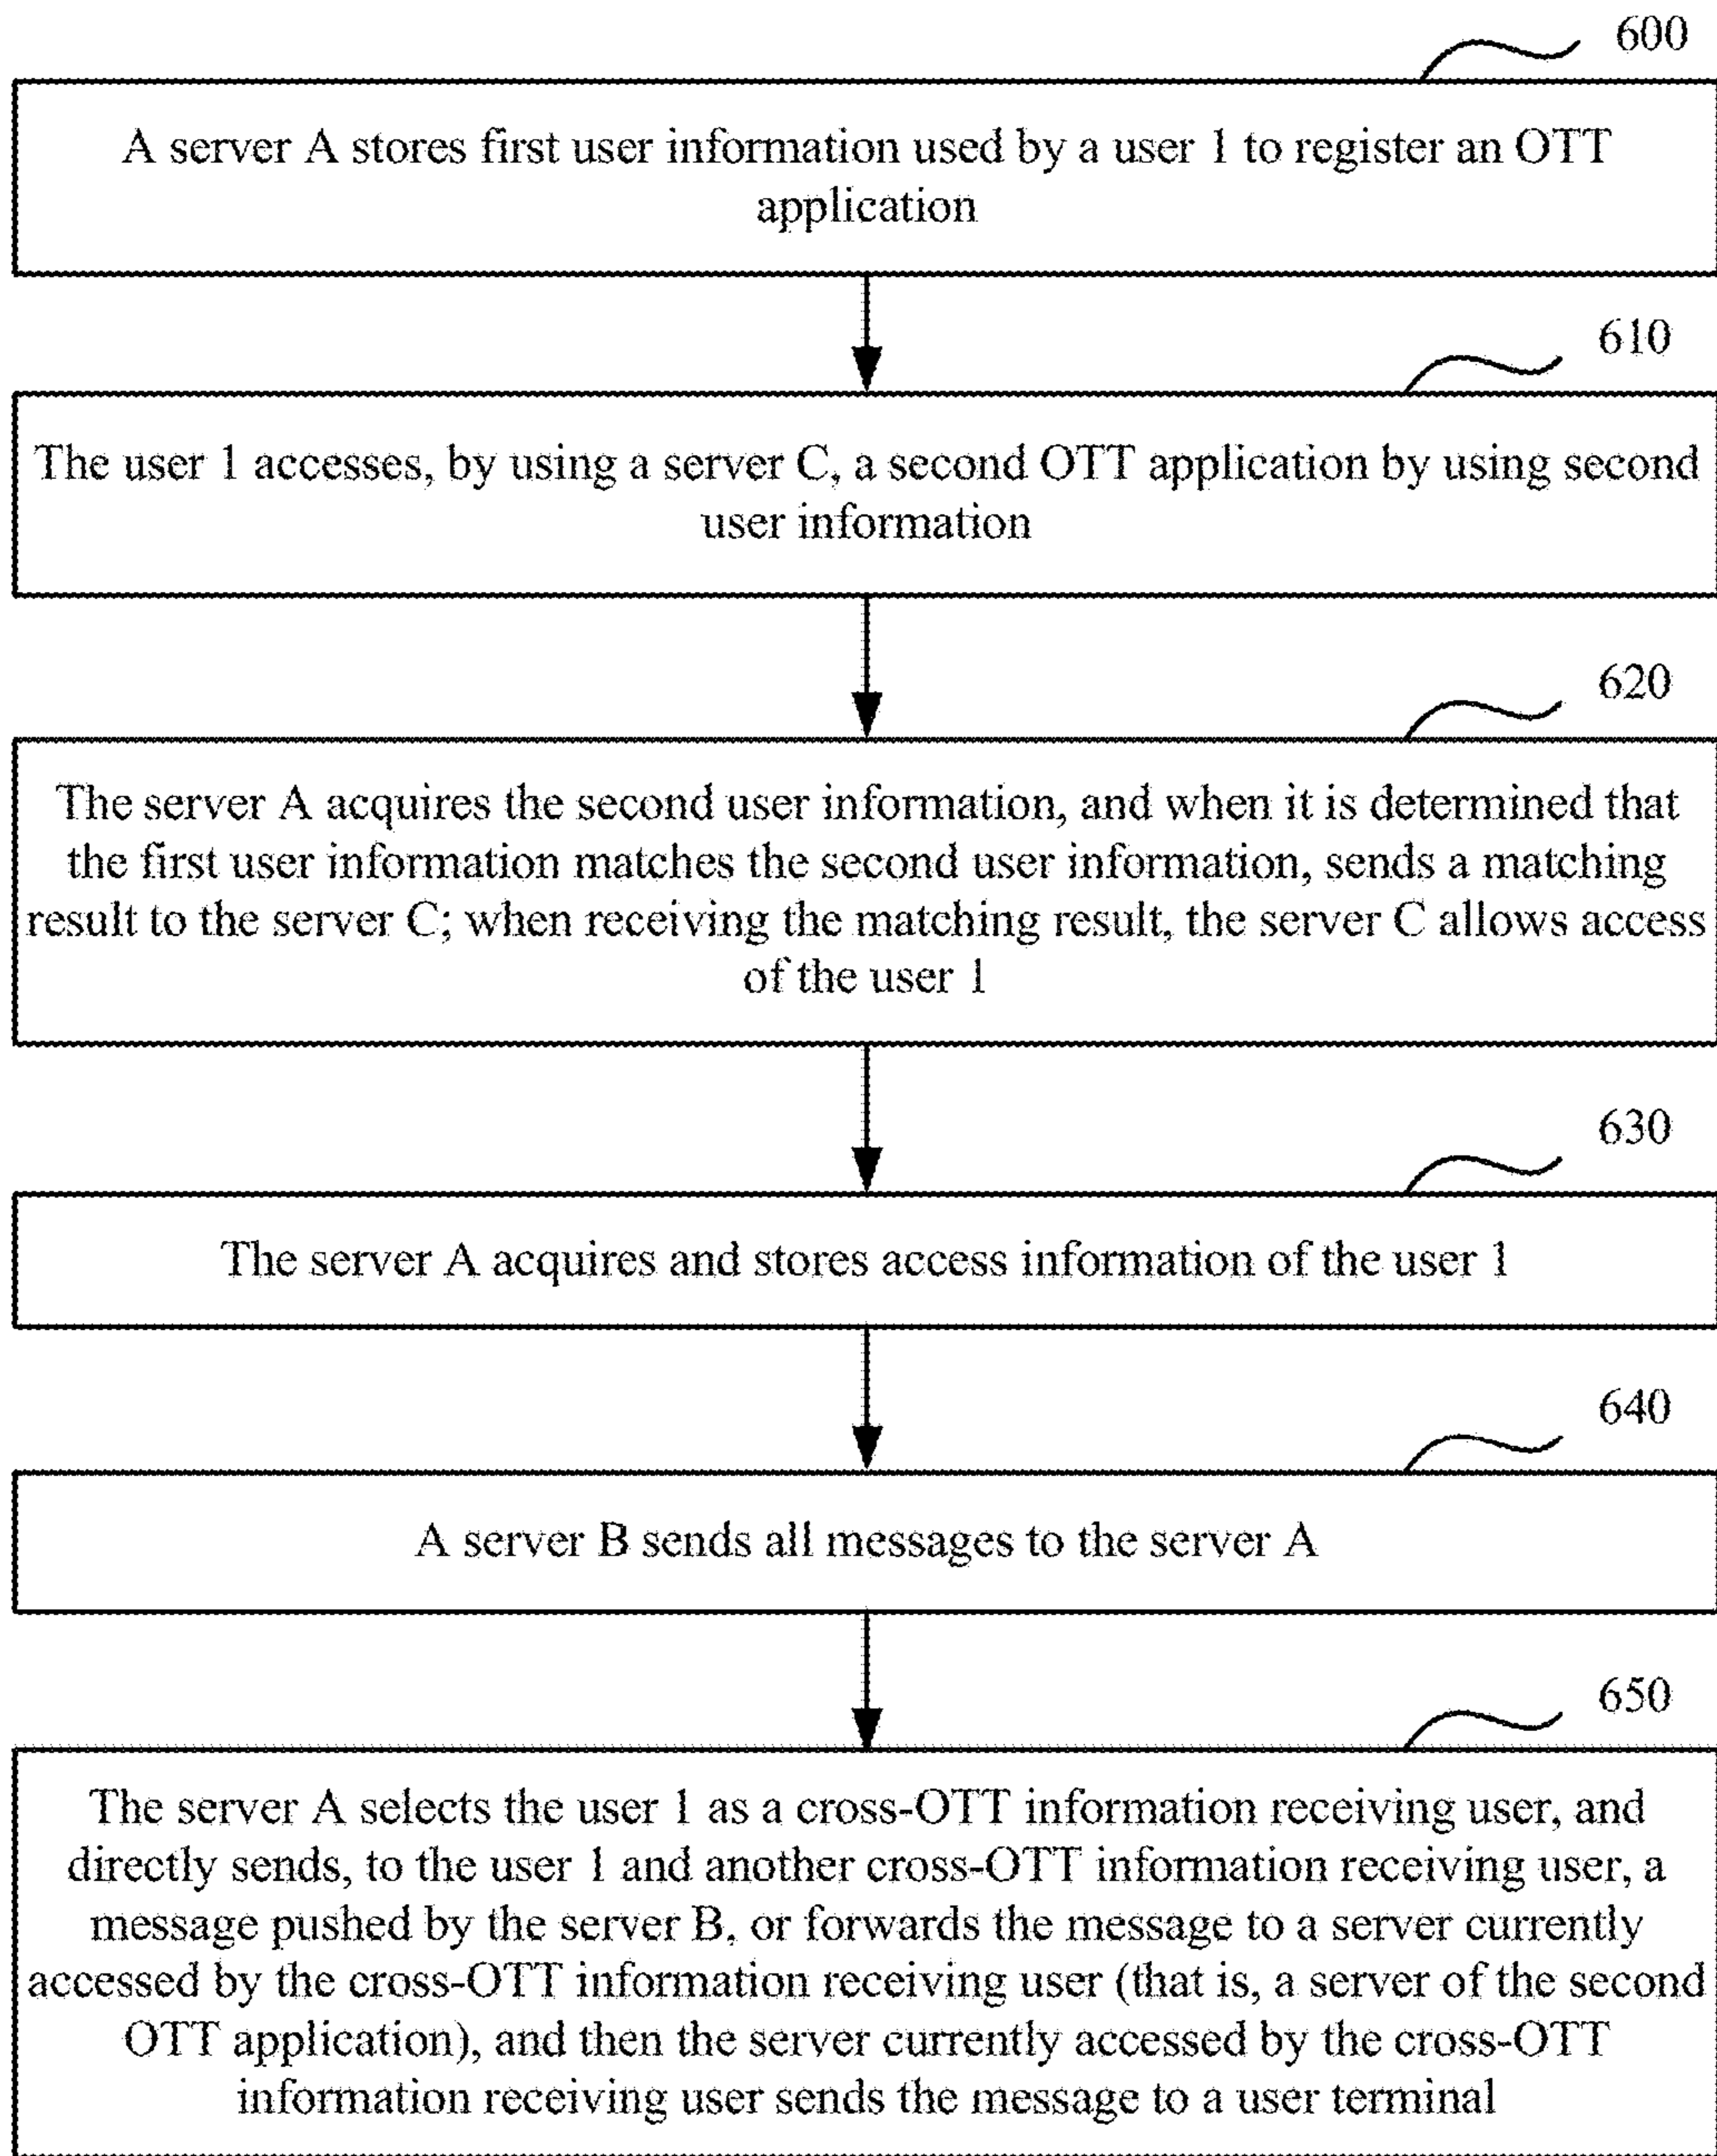 600
A server A stores first user information used by a user 1 to register an OTT
application
610
The user 1 accesses, by using a server C, a second OTT application by using second
user information
620
The server A acquires the second user information, and when it is determined that
the first user information matches the second user information, sends a matching
result to the server C; when receiving the matching result, the server C allows access
of the user 1
630
The server A acquires and stores access information of the user 1
640
A server B sends all messages to the server A
650
The server A selects the user 1 as a cross-OTT information receiving user, and
directly sends, to the user 1 and another cross-OTT information receiving user, a
message pushed by the server B, or forwards the message to a server currently
accessed by the cross-OTT information receiving user (that is, a server of the second
OTT application), and then the server currently accessed by the cross-OTT
information receiving user sends the message to a user terminal